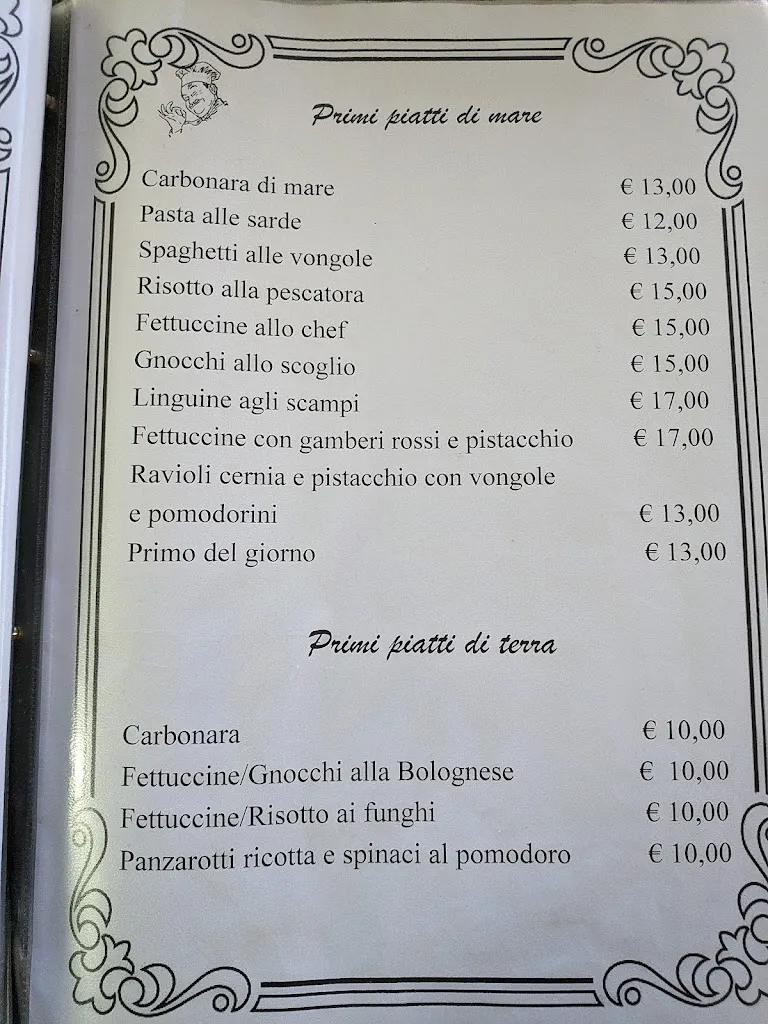 Primi piatti di mare
Carbonara di mare € 13,00
Pasta alle sarde € 12,00
Spaghetti alle vongole € 13,00
Risotto alla pescatora € 15,00
Fettuccine allo chef € 15,00
Gnocchi allo scoglio € 15,00
Linguine agli scampi € 17,00
Fettuccine con gamberi rossi e pistacchio € 17,00
Ravioli cernia e pistacchio con vongole
e pomodorini € 13,00
Primo del giorno € 13,00
Primi piatti di terra
Carbonara € 10,00
Fettuccine/Gnocchi alla Bolognese € 10,00
Fettuccine/Risotto ai funghi € 10,00
Panzarotti ricotta e spinaci al pomodoro € 10,00